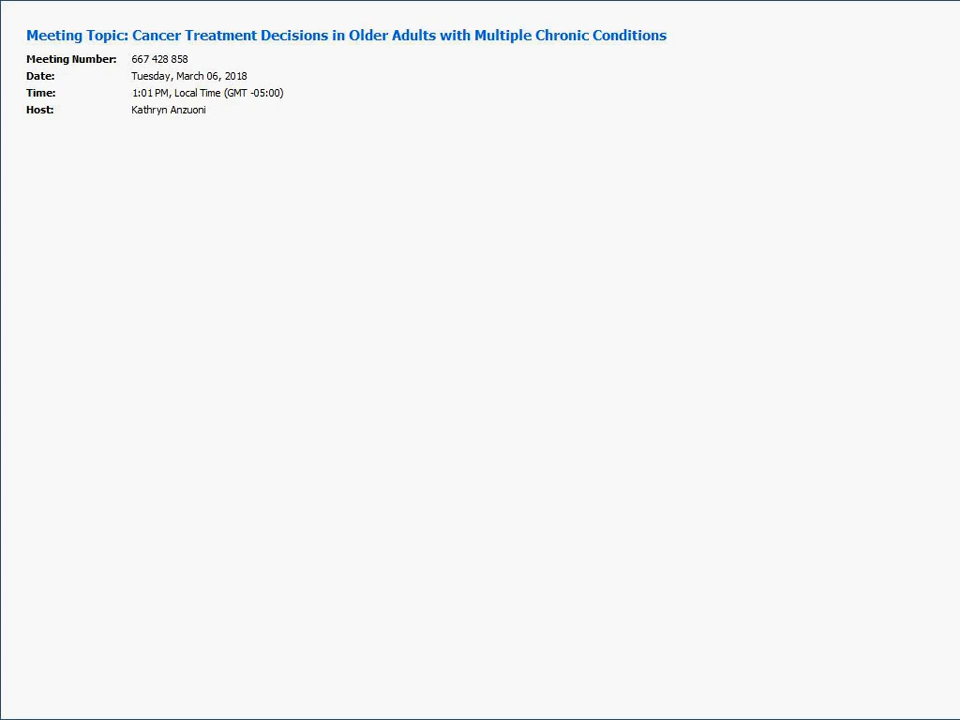 Meeting Topic: Cancer Treatment Decisions in Older Adults with Multiple Chronic Conditions
Meeting Number: 667 428 858
Date: Tuesday, March 06, 2018
Time: 1:01 PM, Local Time (GMT -05:00)
Host: Kathryn Anzuoni